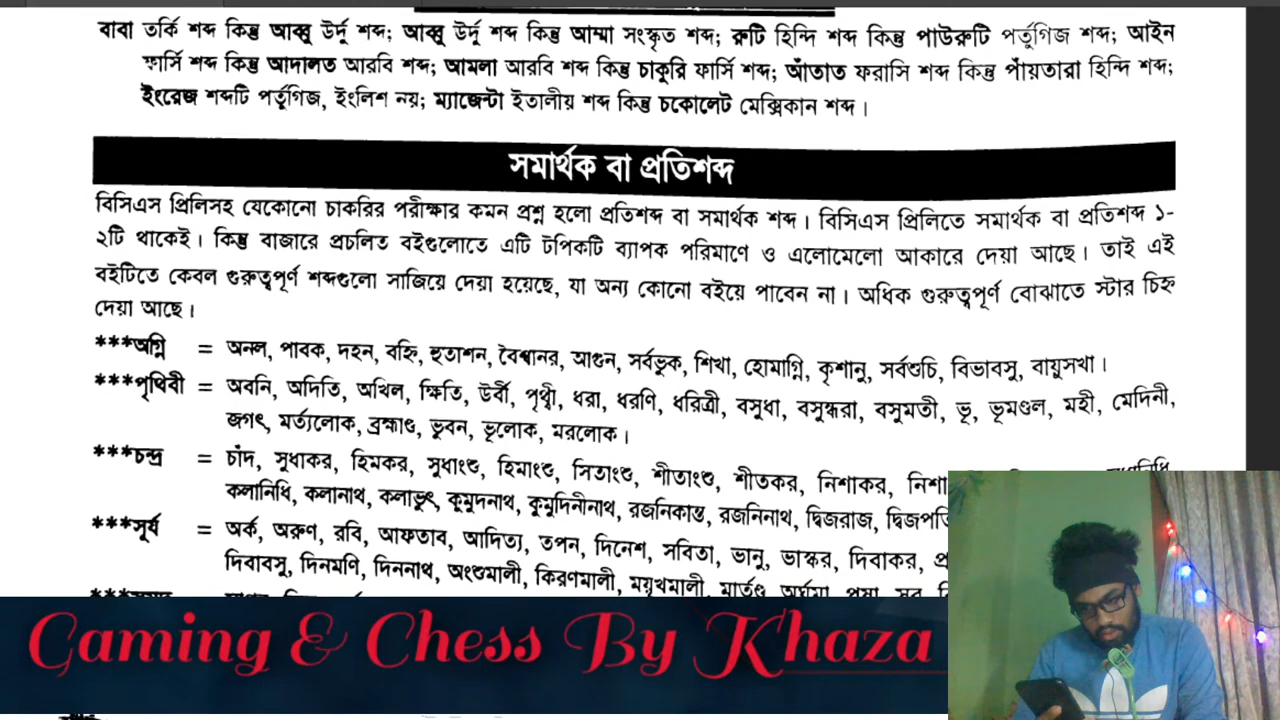 বাবা তর্কি শব্দ কিন্তু আব্বু উর্দু শব্দ; আব্বু উর্দু শব্দ কিন্তু আম্মা সংস্কৃত শব্দ; রুটি হিন্দি শব্দ কিন্তু পাউরুটি পর্তুগিজ শব্দ; আইন
ফার্সি শব্দ কিন্তু আদালত আরবি শব্দ; আমলা আরবি শব্দ কিন্তু চাকুরি ফার্সি শব্দ; আঁতাত ফরাসি শব্দ কিন্তু পাঁয়তারা হিন্দি শব্দ;
ইংরেজ শব্দটি পর্তুগিজ, ইংলিশ নয়; ম্যাজেন্টা ইতালীয় শব্দ কিন্তু চকোলেট মেক্সিকান শব্দ।
সমার্থক বা প্রতিশব্দ
বিসিএস প্রিলিসহ যেকোনো চাকরির পরীক্ষার কমন প্রশ্ন হলো প্রতিশব্দ বা সমার্থক শব্দ। বিসিএস প্রিলিতে সমার্থক বা প্রতিশব্দ ১-
২টি থাকেই। কিন্তু বাজারে প্রচলিত বইগুলোতে এটি টপিকটি ব্যাপক পরিমাণে ও এলোমেলো আকারে দেয়া আছে। তাই এই
বইটিতে কেবল গুরুত্বপূর্ণ শব্দগুলো সাজিয়ে দেয়া হয়েছে, যা অন্য কোনো বইয়ে পাবেন না। অধিক গুরুত্বপূর্ণ বোঝাতে স্টার চিহ্ন
দেয়া আছে।
***অগ্নি = অনল, পাবক, দহন, বহ্নি, হুতাশন, বৈশ্বানর, আগুন, সর্বভুক, শিখা, হোমাগ্নি, কৃশানু, সর্বশুচি, বিভাবসু, বায়ুসখা।
***পৃথিবী = অবনি, অদিতি, অখিল, ক্ষিতি, উর্বী, পৃথ্বী, ধরা, ধরণি, ধরিত্রী, বসুধা, বসুন্ধরা, বসুমতী, ভূ, ভূমণ্ডল, মহী, মেদিনী,
জগৎ, মর্ত্যলোক, ব্রহ্মাণ্ড, ভুবন, ভূলোক, মরলোক।
***চন্দ্র = চাঁদ, সুধাকর, হিমকর, সুধাংশু, হিমাংশু, সিতাংশু, শীতাংশু, শীতকর, নিশাকর, নিশা
কলানিধি, কলানাথ, কলাভৃৎ, কুমুদনাথ, কুমুদিনীনাথ, রজনিকান্ত, রজনিনাথ, দ্বিজরাজ, দ্বিজপতি
***সূর্য = অর্ক, অরুণ, রবি, আফতাব, আদিত্য, তপন, দিনেশ, সবিতা, ভানু, ভাস্কর, দিবাকর, প্র
দিবাবসু, দিনমণি, দিননাথ, অংশুমালী, কিরণমালী, ময়ূখমালী, মার্তণ্ড
Gaming & Chess By Khaza